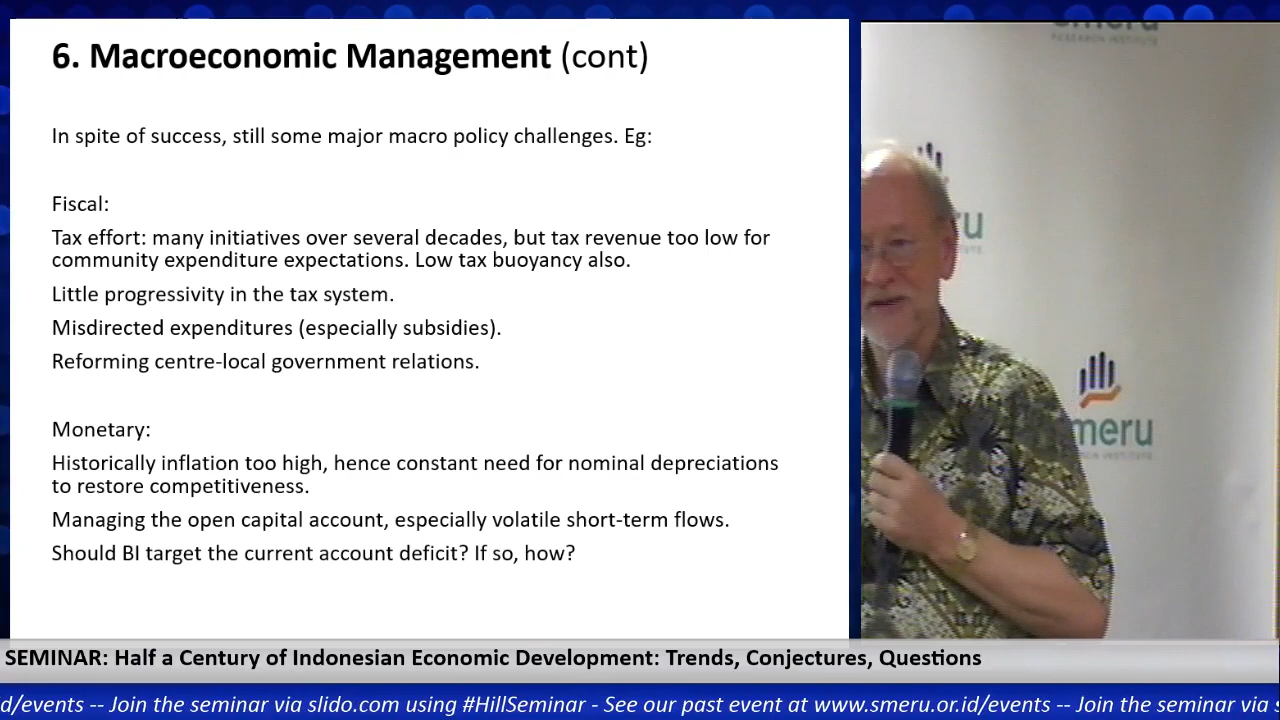 6. Macroeconomic Management (cont)
In spite of success, still some major macro policy challenges. Eg:
Fiscal:
Tax effort: many initiatives over several decades, but tax revenue too low for
community expenditure expectations. Low tax buoyancy also.
Little progressivity in the tax system.
Misdirected expenditures (especially subsidies).
Reforming centre-local government relations.
Monetary:
Historically inflation too high, hence constant need for nominal depreciations
to restore competitiveness.
Managing the open capital account, especially volatile short-term flows.
Should BI target the current account deficit? If so, how?
smeru
RESEARCH INSTITUTE
ru
meru
SEMINAR: Half a Century of Indonesian Economic Development: Trends, Conjectures, Questions
d/events -- Join the seminar via slido.com using #HillSeminar - See our past event at www.smeru.or.id/events -- Join the seminar via s